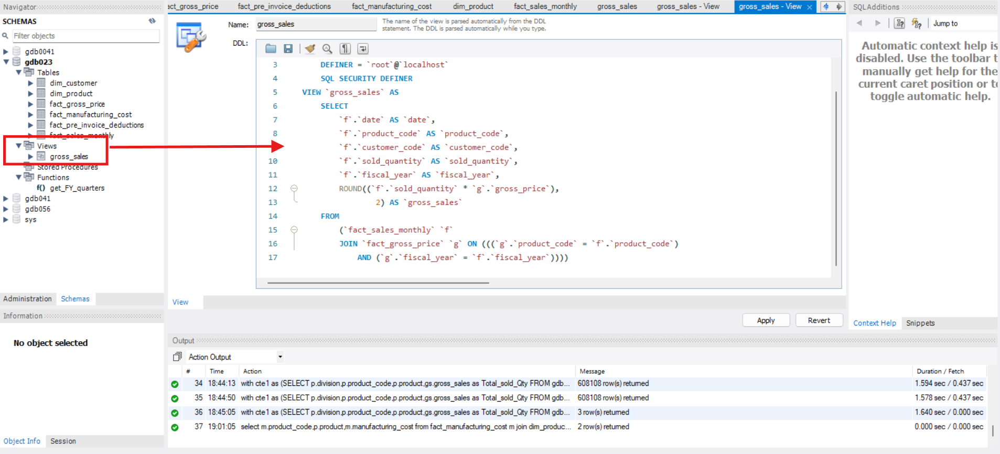 Navigator
SCHEMAS
Filter objects
gdb0041
gdb023
Tables
dim_customer
dim_product
fact_gross_price
fact_manufacturing_cost
fact_pre_invoice_deductions
fact_sales_monthly
Views
gross_sales
Stored Procedures
Functions
f() get_FY_quarters
gdb041
gdb056
sys
Administration Schemas
Information
No object selected
Object Info Session
act_gross_price fact_pre_invoice_deductions fact_manufacturing_cost dim_product fact_sales_monthly gross_sales gross_sales - View gross_sales - View
Name: gross_sales
The name of the view is parsed automatically from the DDL
statement. The DDL is parsed automatically while you type.
DDL:
3 DEFINER = `root`@`localhost`
4 SQL SECURITY DEFINER
5 VIEW `gross_sales` AS
6 SELECT
7 `f`.`date` AS `date`,
8 `f`.`product_code` AS `product_code`,
`f`.`customer_code` AS `customer_code`,
10 `f`.`sold_quantity` AS `sold_quantity`,
11 `f`.`fiscal_year` AS `fiscal_year`,
12 ROUND((`f`.`sold_quantity` * `g`.`gross_price`),
13 2) AS `gross_sales`
14 FROM
15 (`fact_sales_monthly` `f`
16 JOIN `fact_gross_price` `g` ON (((`g`.`product_code` = `f`.`product_code`)
17 AND (`g`.`fiscal_year` = `f`.`fiscal_year`))))
View
Apply Revert
SQLAdditions
Jump to
Automatic context help is
disabled. Use the toolbar t
manually get help for the
current caret position or to
toggle automatic help.
Context Help Snippets
Output
Action Output
# Time Action Message Duration / Fetch
34 18:44:13 with cte1 as (SELECT p.division,p.product_code,p.product,gs.gross_sales as Total_sold_Qty FROM gdb... 608108 row(s) returned 1.594 sec / 0.437 sec
35 18:44:50 with cte1 as (SELECT p.division,p.product_code,p.product,gs.gross_sales as Total_sold_Qty FROM gdb... 608108 row(s) returned 1.578 sec / 0.437 sec
36 18:45:05 with cte1 as (SELECT p.division,p.product_code,p.product,gs.gross_sales as Total_sold_Qty FROM gdb... 3 row(s) returned 1.640 sec / 0.000 sec
37 19:01:05 select m.product_code,p.product,m.manufacturing_cost from fact_manufacturing_cost m join dim_produc... 2 row(s) returned 0.000 sec / 0.000 sec